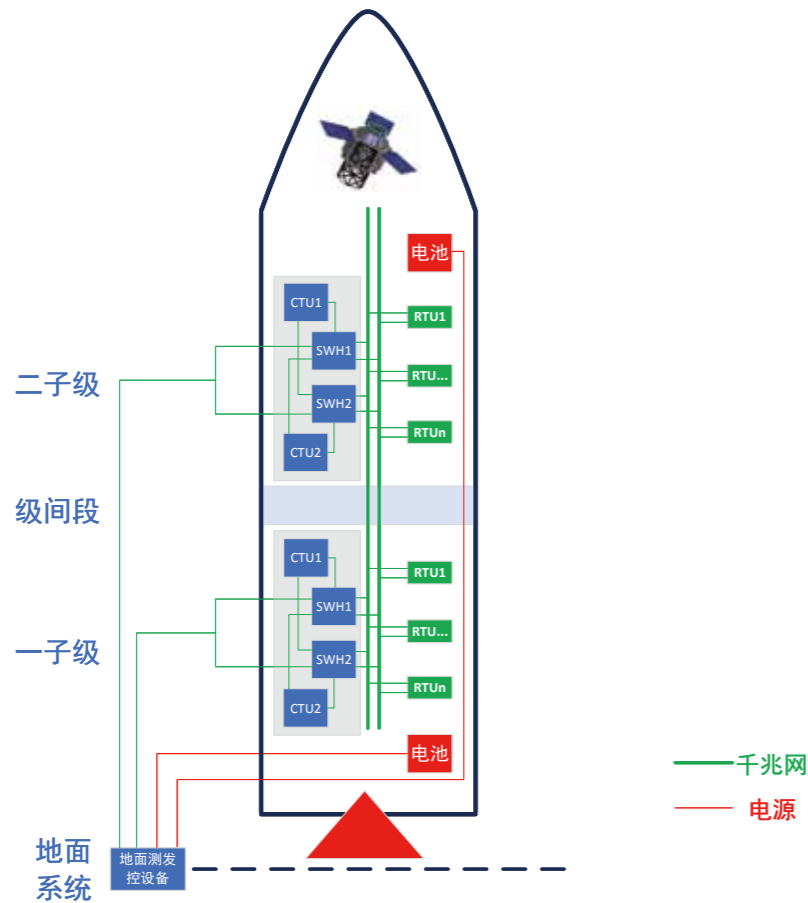 电池
CTU1
RTU1
SWH1
二子级
RTU...
SWH2
RTUn
CTU2
级间段
CTU1
RTU1
SWH1
RTU...
一子级
SWH2
RTUn
CTU2
电池
千兆网
电源
地面
系统
地面测发
控设备